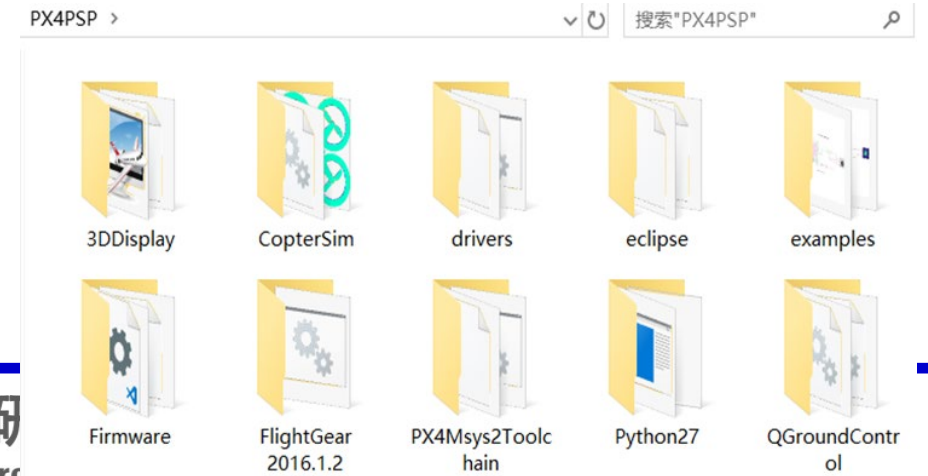 PX4PSP >
搜索"PX4PSP"
3DDisplay
CopterSim
drivers
eclipse
examples
Firmware
FlightGear
2016.1.2
PX4Msys2Toolc
hain
Python27
QGroundContr
ol